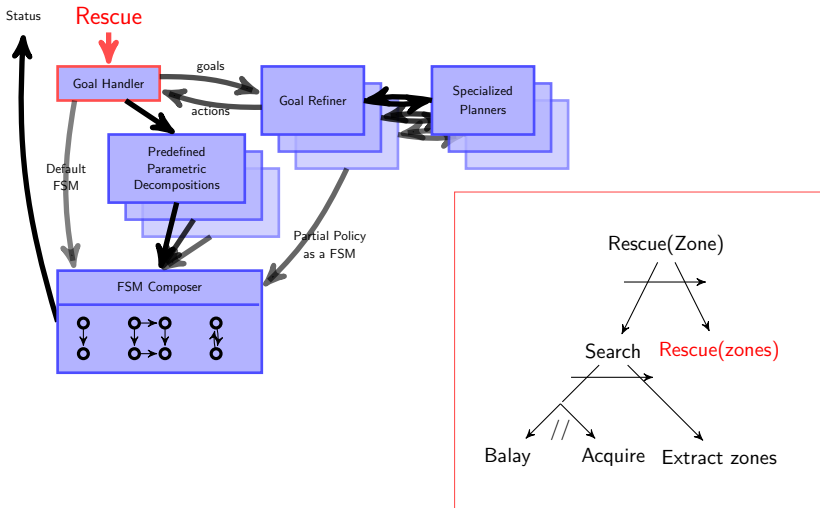 Status
Rescue
Goal Handler
goals
actions
Goal Refiner
Specialized
Planners
Default
FSM
Predefined
Parametric
Decompositions
Partial Policy
as a FSM
FSM Composer
Rescue(Zone)
Search
Rescue(zones)
//
Balay
Acquire
Extract zones